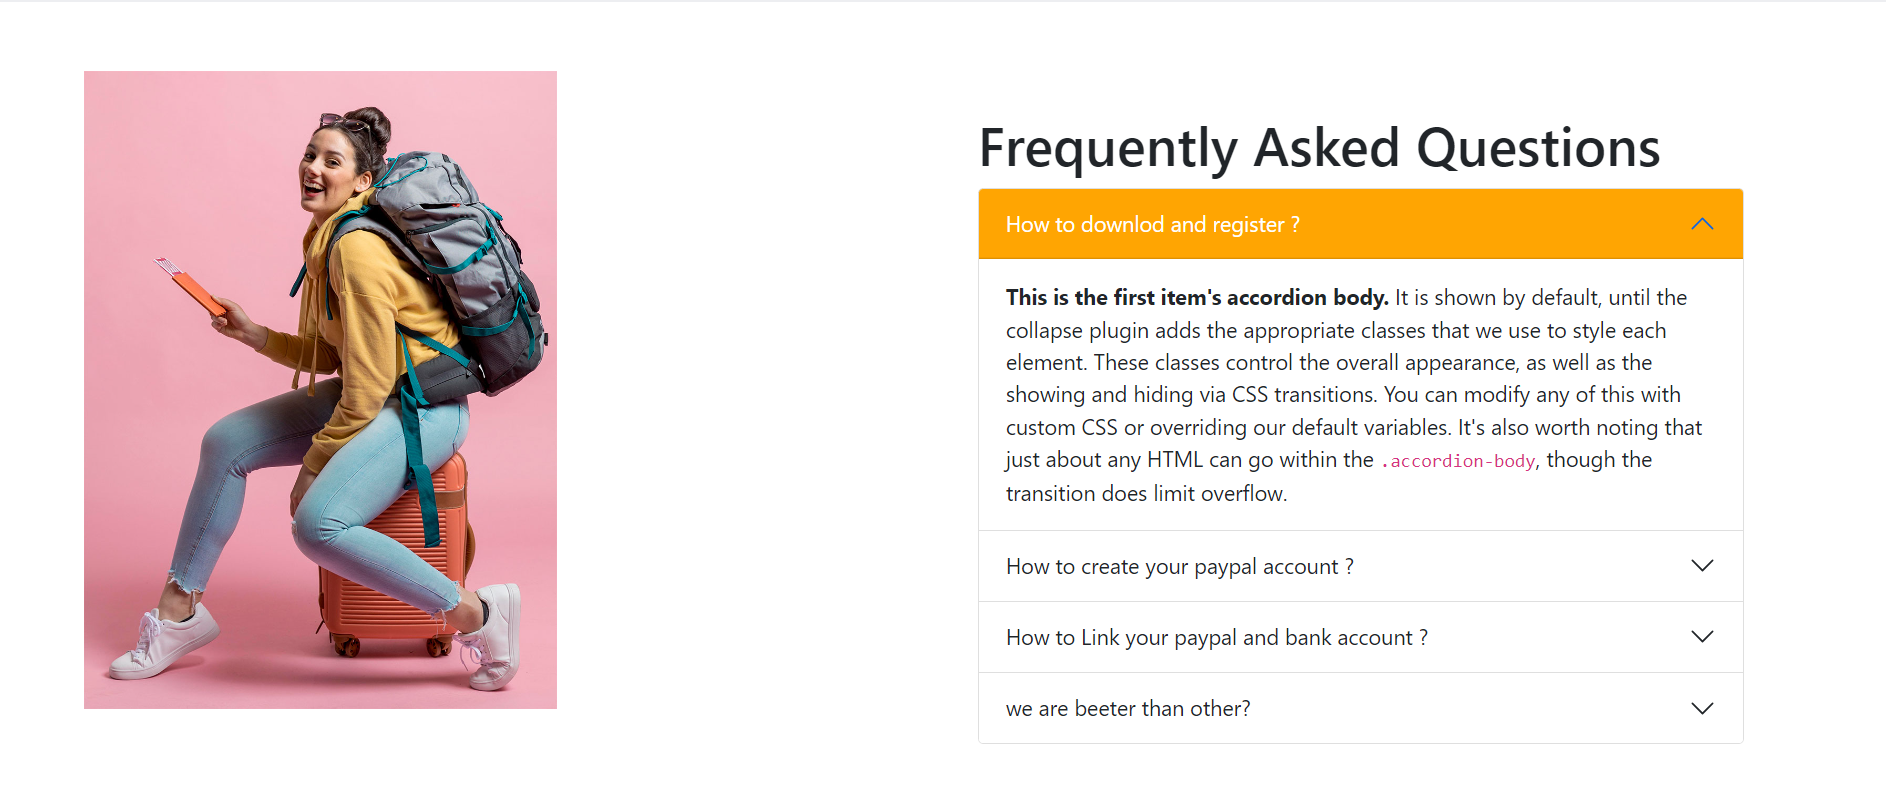 Frequently Asked Questions
How to downlod and register ?
This is the first item's accordion body. It is shown by default, until the
collapse plugin adds the appropriate classes that we use to style each
element. These classes control the overall appearance, as well as the
showing and hiding via CSS transitions. You can modify any of this with
custom CSS or overriding our default variables. It's also worth noting that
just about any HTML can go within the .accordion-body, though the
transition does limit overflow.
How to create your paypal account ?
How to Link your paypal and bank account ?
we are beeter than other?